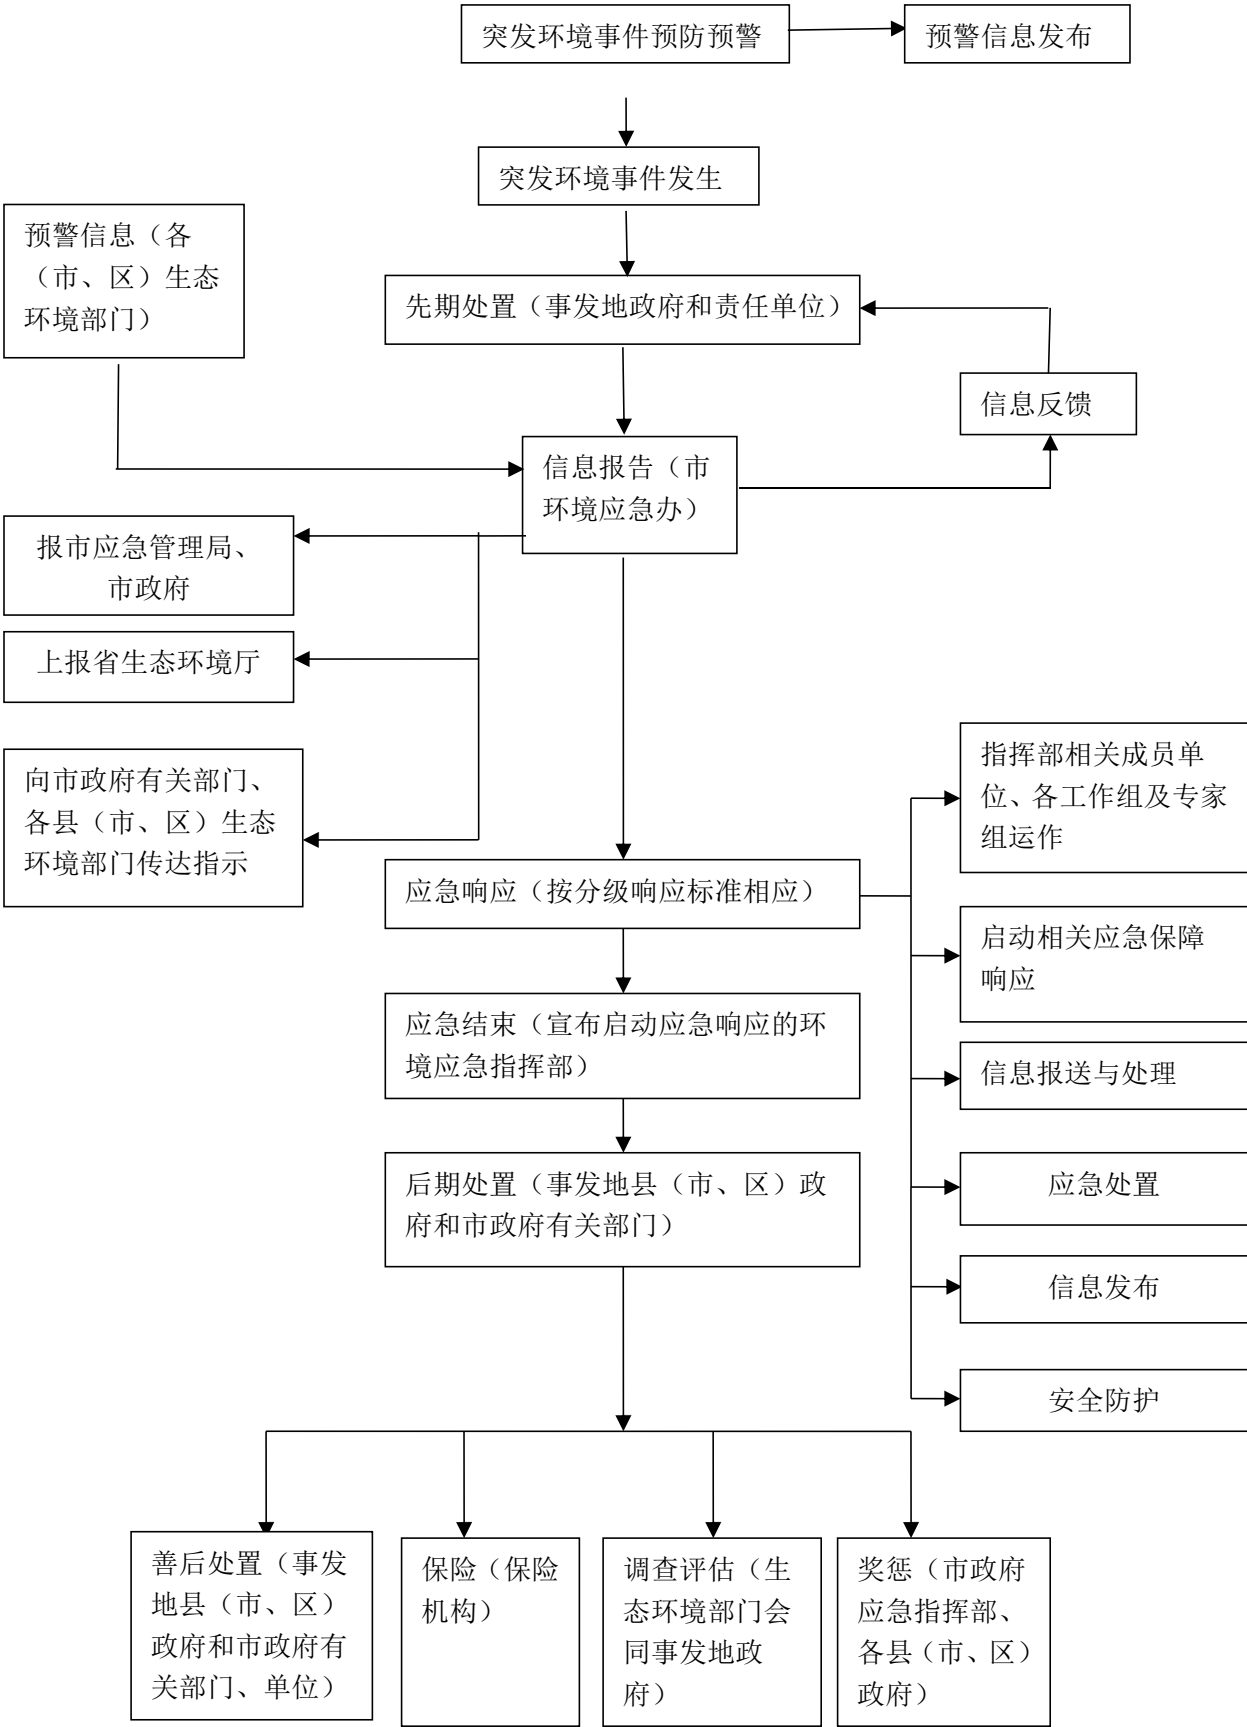 突发环境事件预防预警
预警信息发布
突发环境事件发生
预警信息（各
（市、区）生态
环境部门）
先期处置（事发地政府和责任单位）
信息反馈
信息报告（市
环境应急办）
报市应急管理局、
市政府
上报省生态环境厅
向市政府有关部门、
各县（市、区）生态
环境部门传达指示
指挥部相关成员单
位、各工作组及专家
组运作
应急响应（按分级响应标准相应）
启动相关应急保障
响应
应急结束（宣布启动应急响应的环
境应急指挥部）
信息报送与处理
后期处置（事发地县（市、区）政
府和市政府有关部门）
应急处置
信息发布
安全防护
善后处置（事发
地县（市、区）
政府和市政府有
关部门、单位）
保险（保险
机构）
调查评估（生
态环境部门会
同事发地政
府）
奖惩（市政府
应急指挥部、
各县（市、区）
政府）